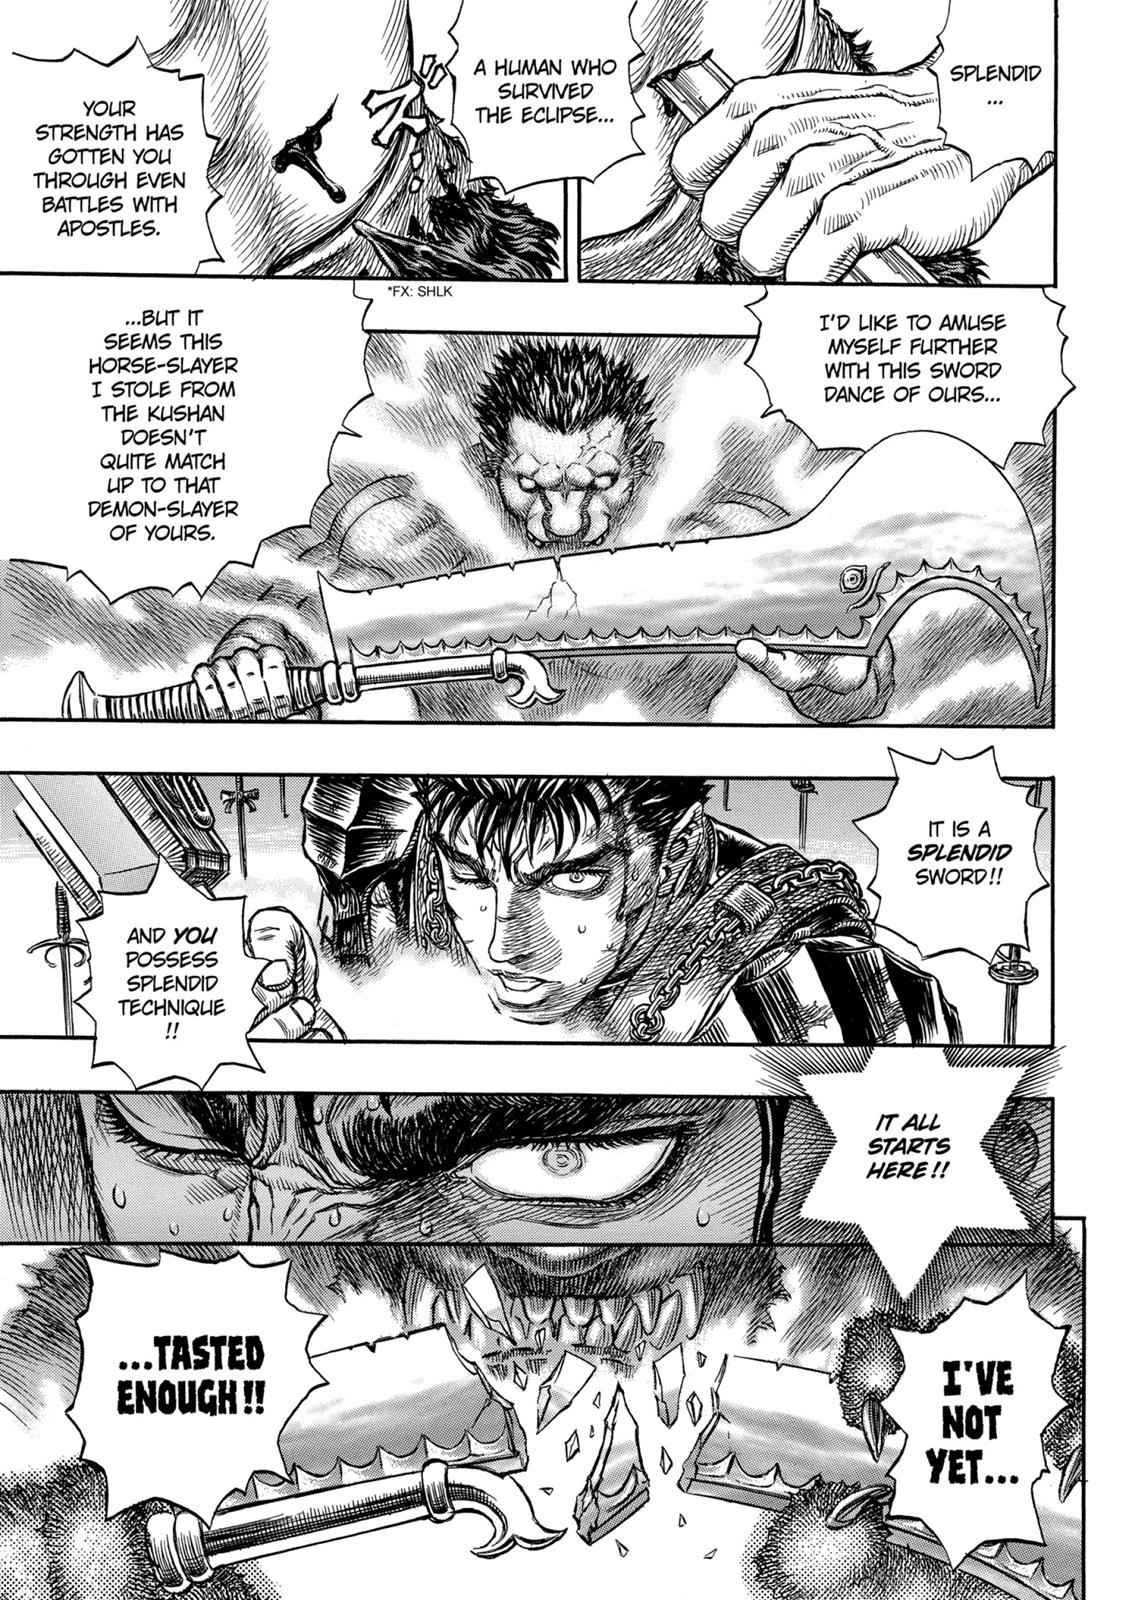 SPLENDID
...
A HUMAN WHO
SURVIVED
THE ECLIPSE...
ズッ...
YOUR
STRENGTH HAS
GOTTEN YOU
THROUGH EVEN
BATTLES WITH
APOSTLES.
*FX: SHLK
I'D LIKE TO AMUSE
MYSELF FURTHER
WITH THIS SWORD
DANCE OF OURS...
...BUT IT
SEEMS THIS
HORSE-SLAYER
I STOLE FROM
THE KUSHAN
DOESN'T
QUITE MATCH
UP TO THAT
DEMON-SLAYER
OF YOURS.
IT IS A
SPLENDID
SWORD!!
AND YOU
POSSESS
SPLENDID
TECHNIQUE
!!
IT ALL
STARTS
HERE!!
I'VE
NOT
YET...
...TASTED
ENOUGH!!